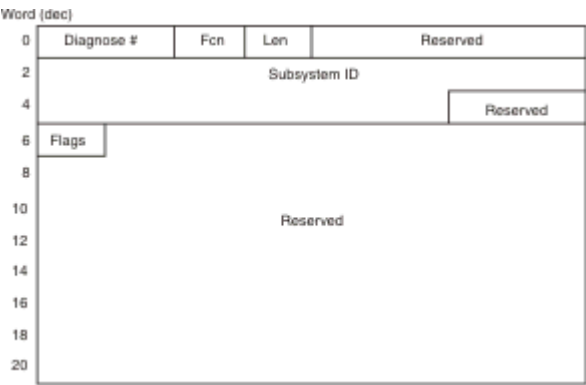 Word (dec)
0 Diagnose # Fcn Len Reserved
2 Subsystem ID
4 Reserved
6 Flags
8
10 Reserved
12
14
16
18
20